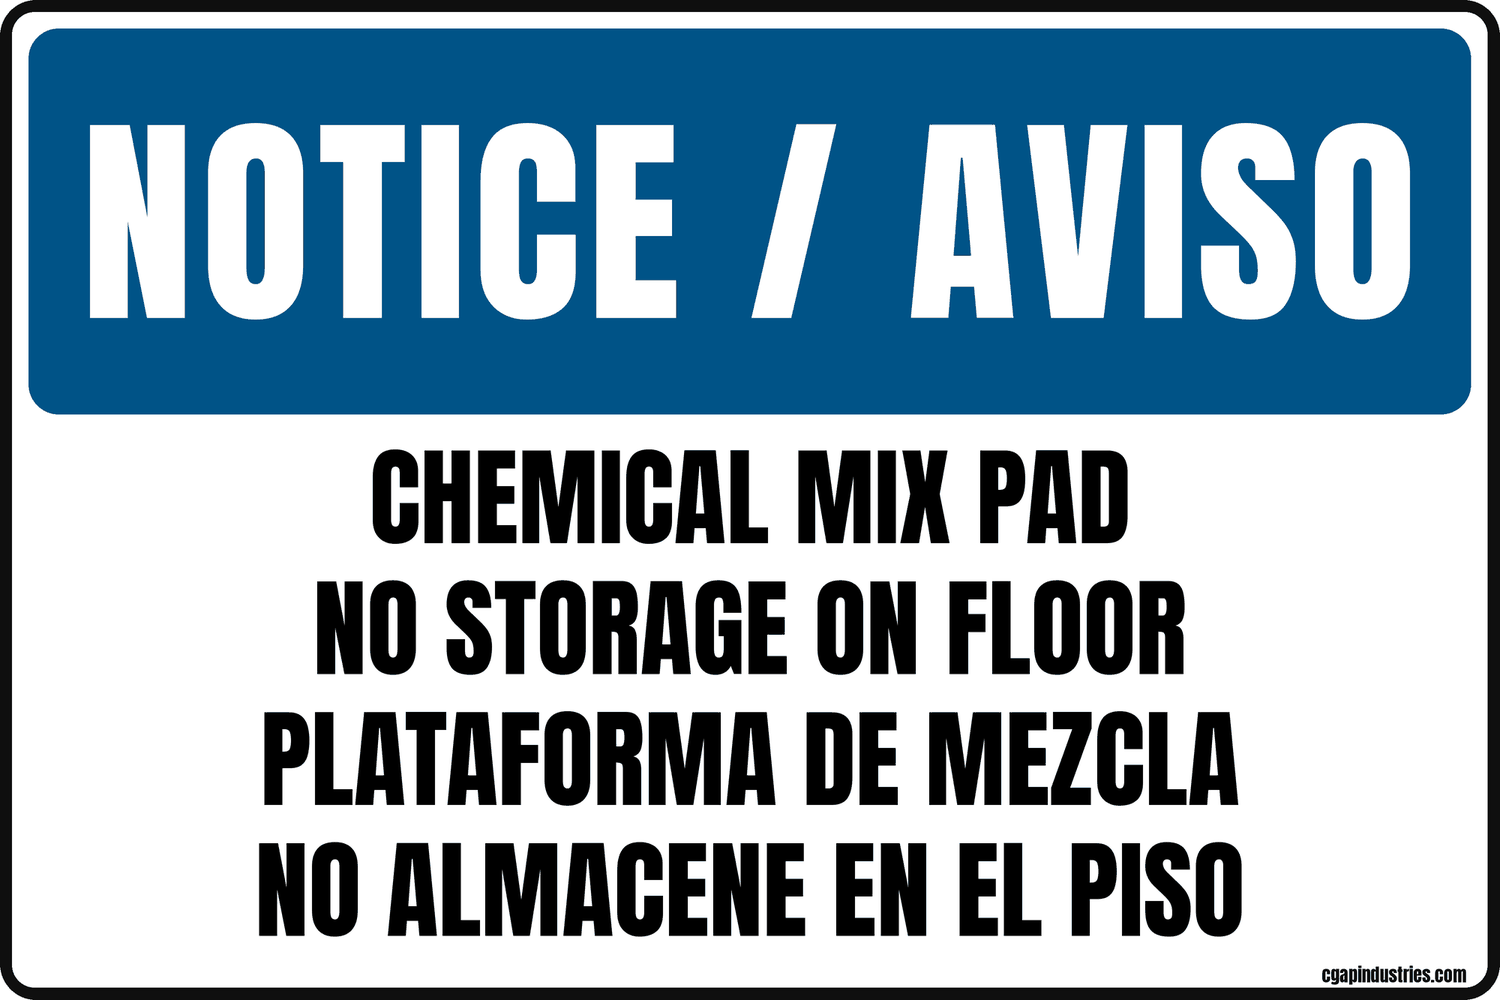 NOTICE / AVISO
CHEMICAL MIX PAD
NO STORAGE ON FLOOR
PLATAFORMA DE MEZCLA
NO ALMACENE EN EL PISO
cgapindustries.com